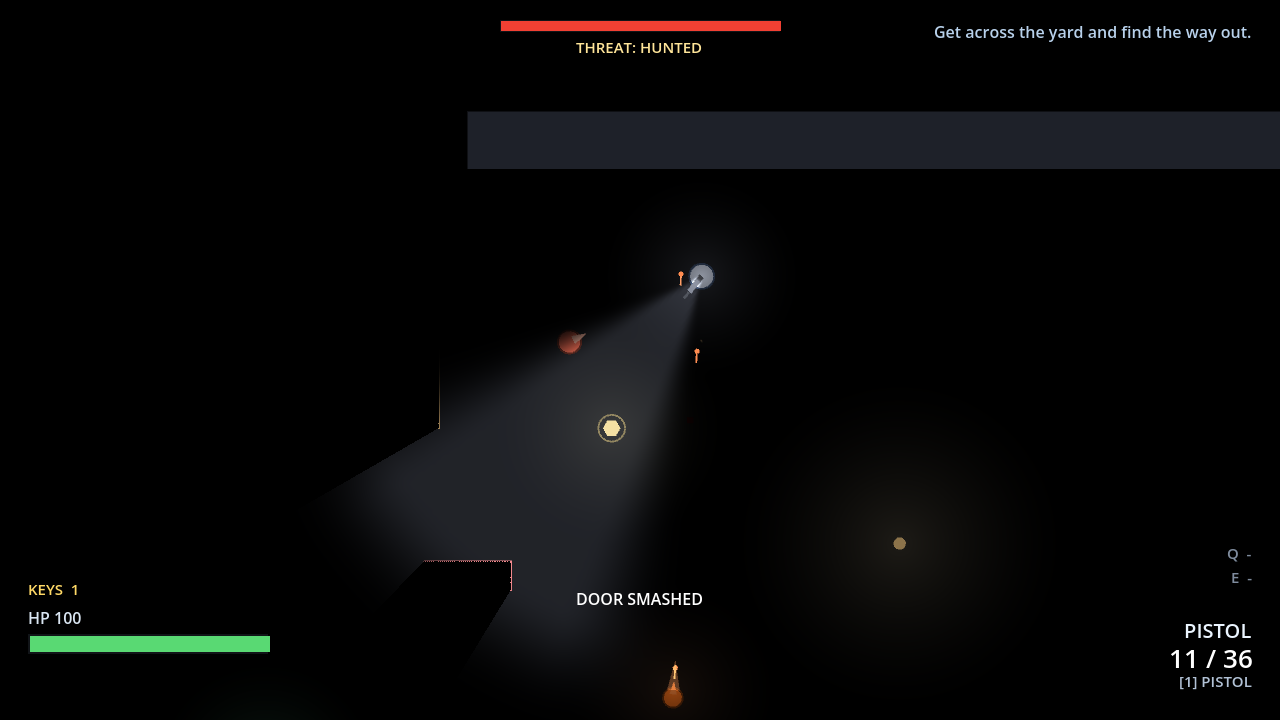 THREAT: HUNTED
Get across the yard and find the way out.
Q -
E -
KEYS 1
DOOR SMASHED
HP 100
PISTOL
11 / 36
[1] PISTOL